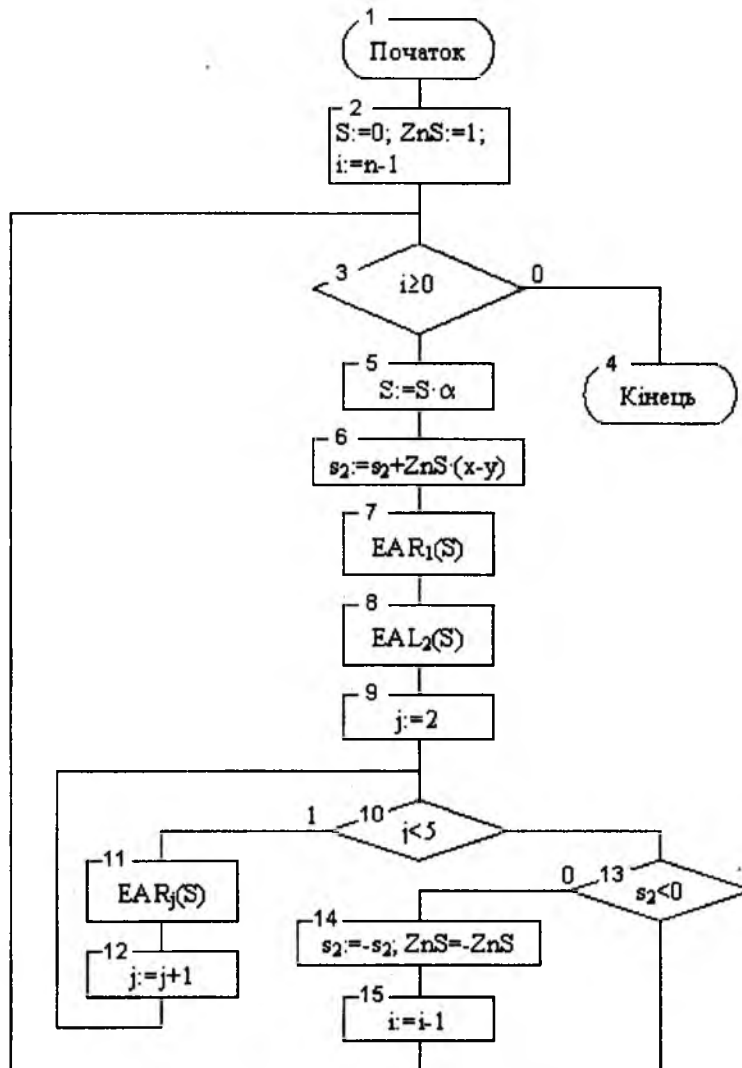 1
Початок
2
S:=0; ZnS:=1;
i:=n-1
3
i≥0
0
5
S:=S·α
4
Кінець
6
s₂:=s₂+ZnS·(x-y)
7
EAR₁(S)
8
EAL₂(S)
9
j:=2
1
10
j<5
11
EARⱼ(S)
12
j:=j+1
0
13
s₂<0
14
s₂:=-s₂; ZnS=-ZnS
15
i:=i-1